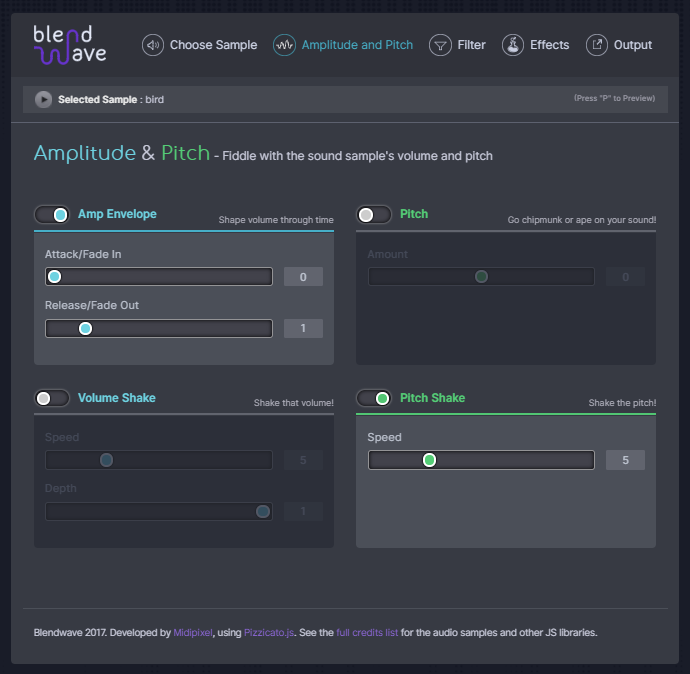 blend
wave
Choose Sample
Amplitude and Pitch
Filter
Effects
Output
Selected Sample : bird
(Press "P" to Preview)
Amplitude & Pitch - Fiddle with the sound sample's volume and pitch
Amp Envelope
Shape volume through time
Attack/Fade In
0
Release/Fade Out
1
Pitch
Go chipmunk or ape on your sound!
Amount
0
Volume Shake
Shake that volume!
Speed
5
Depth
1
Pitch Shake
Shake the pitch!
Speed
5
Blendwave 2017. Developed by Midipixel, using Pizzicato.js. See the full credits list for the audio samples and other JS libraries.